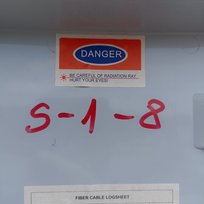 DANGER
BE CAREFUL OF RADIATION RAY
HURT YOUR EYES!
S-1-8
FIBER CABLE LOGSHEET